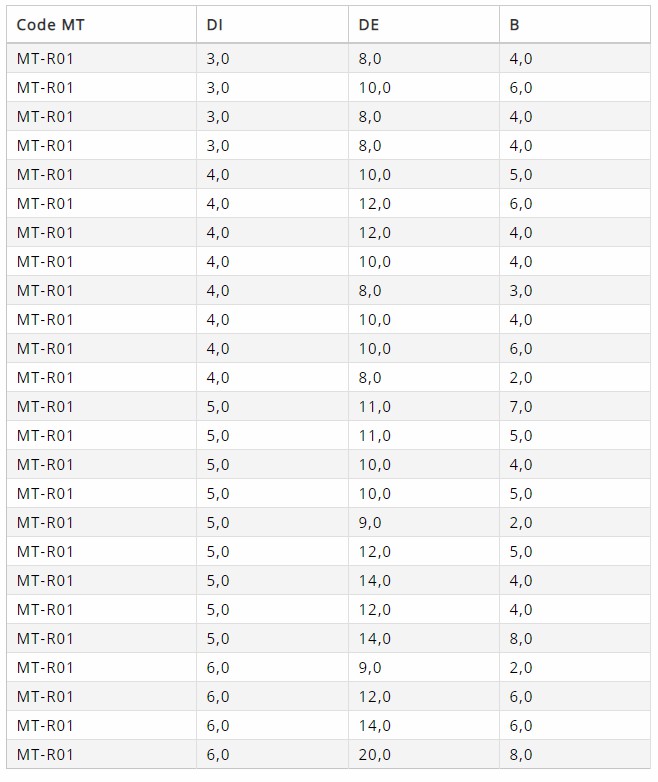 Code MT DI DE B
MT-R01 3,0 8,0 4,0
MT-R01 3,0 10,0 6,0
MT-R01 3,0 8,0 4,0
MT-R01 3,0 8,0 4,0
MT-R01 4,0 10,0 5,0
MT-R01 4,0 12,0 6,0
MT-R01 4,0 12,0 4,0
MT-R01 4,0 10,0 4,0
MT-R01 4,0 8,0 3,0
MT-R01 4,0 10,0 4,0
MT-R01 4,0 10,0 6,0
MT-R01 4,0 8,0 2,0
MT-R01 5,0 11,0 7,0
MT-R01 5,0 11,0 5,0
MT-R01 5,0 10,0 4,0
MT-R01 5,0 10,0 5,0
MT-R01 5,0 9,0 2,0
MT-R01 5,0 12,0 5,0
MT-R01 5,0 14,0 4,0
MT-R01 5,0 12,0 4,0
MT-R01 5,0 14,0 8,0
MT-R01 6,0 9,0 2,0
MT-R01 6,0 12,0 6,0
MT-R01 6,0 14,0 6,0
MT-R01 6,0 20,0 8,0